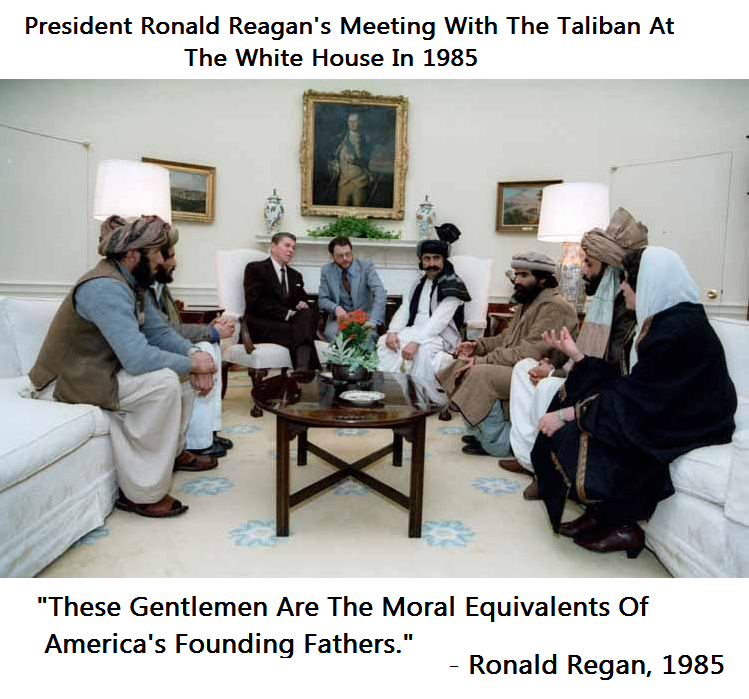 President Ronald Reagan's Meeting With The Taliban At
The White House In 1985
"These Gentlemen Are The Moral Equivalents Of
America's Founding Fathers."
- Ronald Regan, 1985